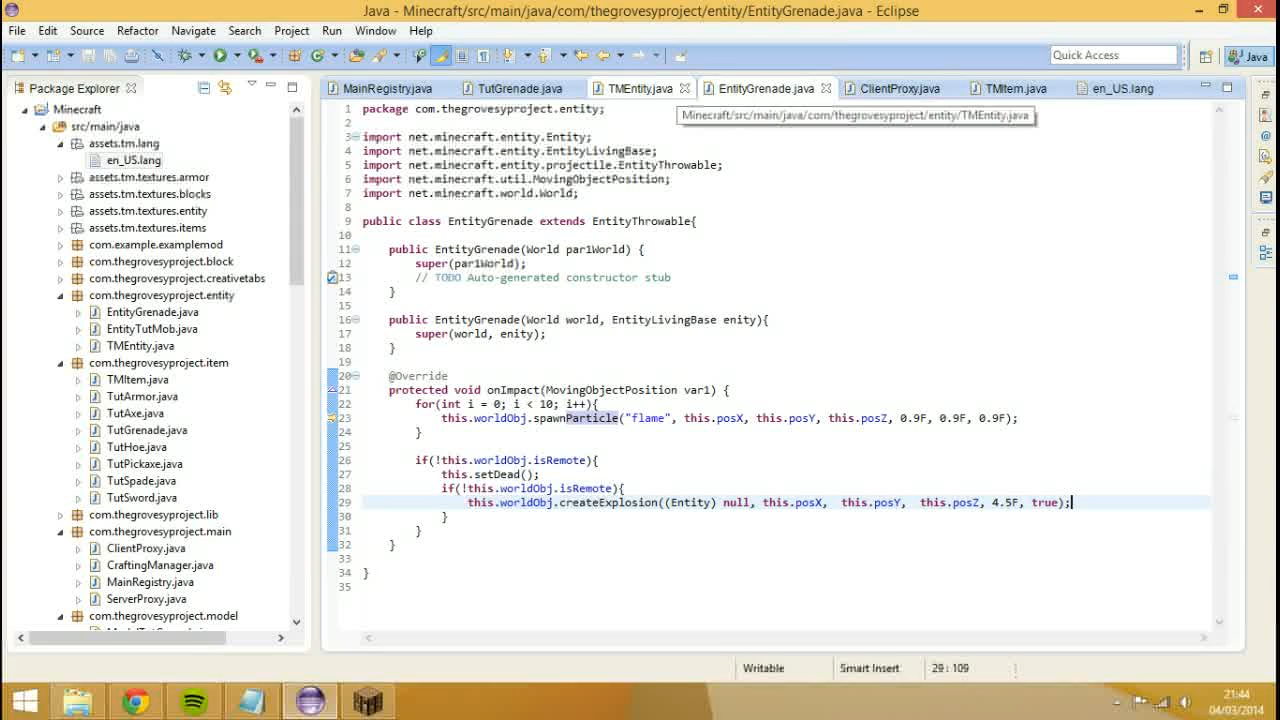 Java - Minecraft/src/main/java/com/thegrovesyproject/entity/EntityGrenade.java - Eclipse
File Edit Source Refactor Navigate Search Project Run Window Help
Quick Access
Java
Package Explorer
MainRegistry.java TutGrenade.java TMEntity.java EntityGrenade.java ClientProxy.java TMItem.java en_US.lang
Minecraft/src/main/java/com/thegrovesyproject/entity/TMEntity.java
Minecraft
src/main/java
assets.tm.lang
en_US.lang
assets.tm.textures.armor
assets.tm.textures.blocks
assets.tm.textures.entity
assets.tm.textures.items
com.example.examplemod
com.thegrovesyproject.block
com.thegrovesyproject.creativetabs
com.thegrovesyproject.entity
EntityGrenade.java
EntityTutMob.java
TMEntity.java
com.thegrovesyproject.item
TMItem.java
TutArmor.java
TutAxe.java
TutGrenade.java
TutHoe.java
TutPickaxe.java
TutSpade.java
TutSword.java
com.thegrovesyproject.lib
com.thegrovesyproject.main
ClientProxy.java
CraftingManager.java
MainRegistry.java
ServerProxy.java
com.thegrovesyproject.model
1 package com.thegrovesyproject.entity;
2
3 import net.minecraft.entity.Entity;
4 import net.minecraft.entity.EntityLivingBase;
5 import net.minecraft.entity.projectile.EntityThrowable;
6 import net.minecraft.util.MovingObjectPosition;
7 import net.minecraft.world.World;
8
9 public class EntityGrenade extends EntityThrowable{
10
11 public EntityGrenade(World par1World) {
12 super(par1World);
13 // TODO Auto-generated constructor stub
14 }
15
16 public EntityGrenade(World world, EntityLivingBase enity){
17 super(world, enity);
18 }
19
20 @Override
21 protected void onImpact(MovingObjectPosition var1) {
22 for(int i = 0; i < 10; i++){
23 this.worldObj.spawnParticle("flame", this.posX, this.posY, this.posZ, 0.9F, 0.9F, 0.9F);
24 }
25
26 if(!this.worldObj.isRemote){
27 this.setDead();
28 if(!this.worldObj.isRemote){
29 this.worldObj.createExplosion((Entity) null, this.posX, this.posY, this.posZ, 4.5F, true);
30 }
31 }
32 }
33
34 }
35
Writable Smart Insert 29 : 109
21:44
04/03/2014